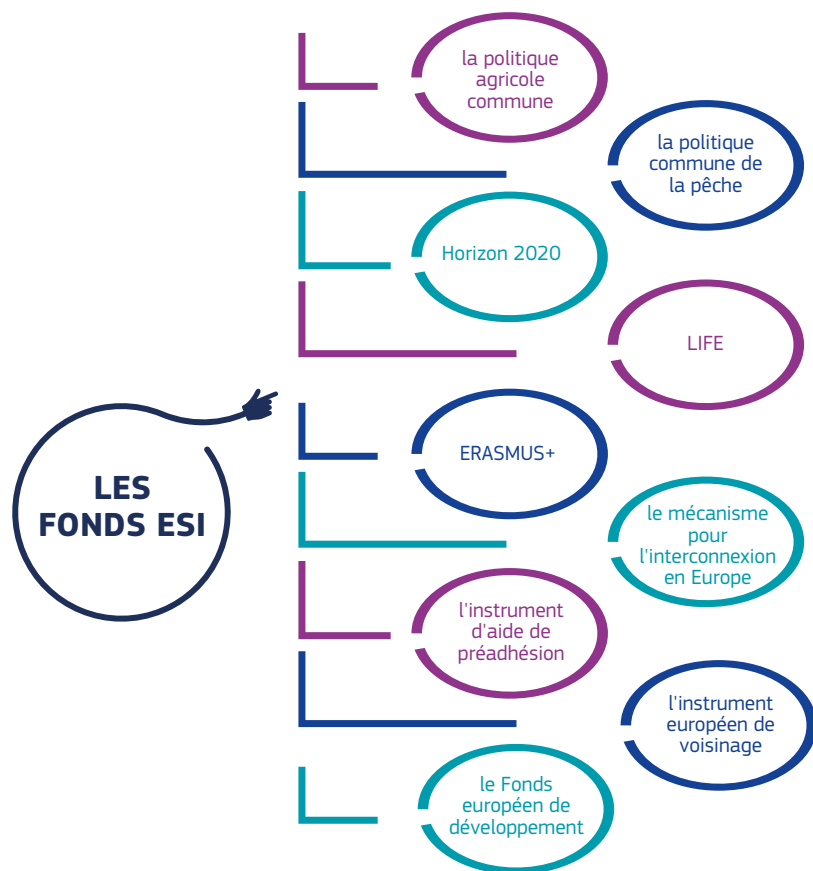 la politique
agricole
commune
la politique
commune de
la pêche
Horizon 2020
LIFE
LES
FONDS ESI
ERASMUS+
le mécanisme
pour
l'interconnexion
en Europe
l'instrument
d'aide de
préadhésion
l'instrument
européen de
voisinage
le Fonds
européen de
développement